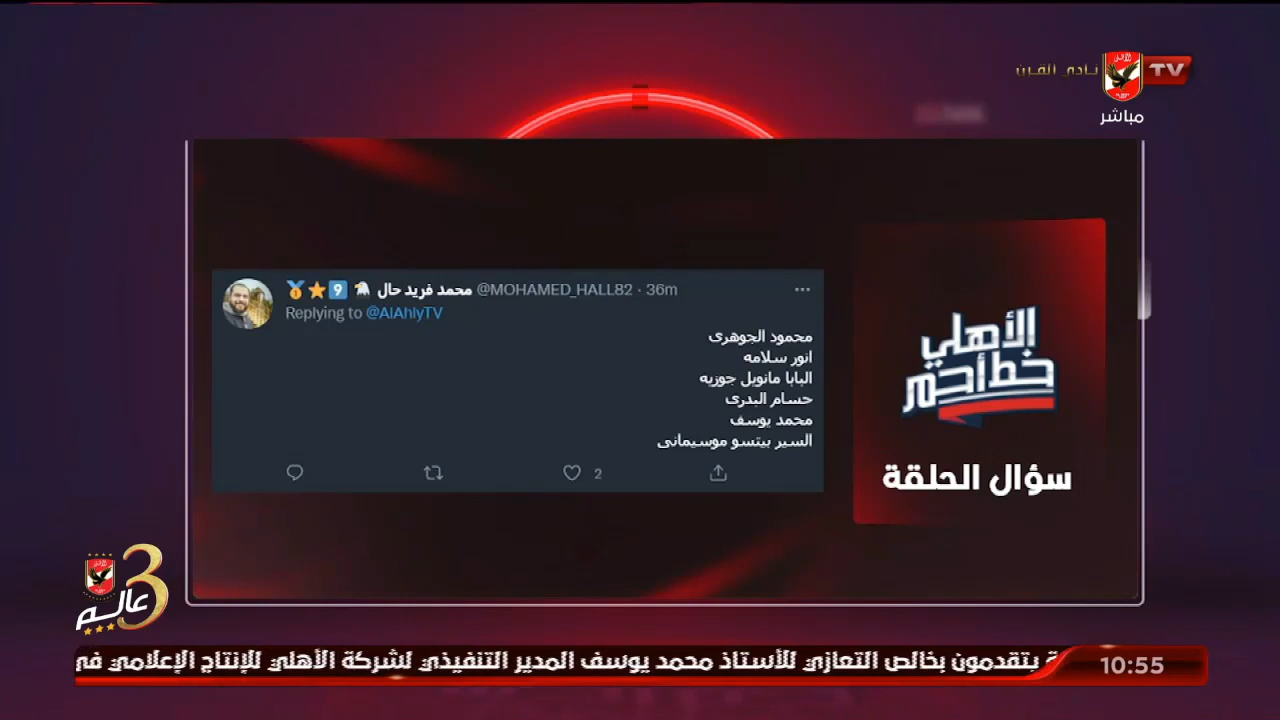 نادي القرن
TV
مباشر
محمد فريد حال @MOHAMED_HALL82 · 36m
Replying to @AlAhlyTV
محمود الجوهرى
انور سلامه
البابا مانويل جوزيه
حسام البدرى
محمد يوسف
السير بيتسو موسيمانى
2
الأهلي
خط أحمر
سؤال الحلقة
3
عالم
يتقدمون بخالص التعازي للأستاذ محمد يوسف المدير التنفيذي لشركة الأهلي للإنتاج الإعلامي في
10:55